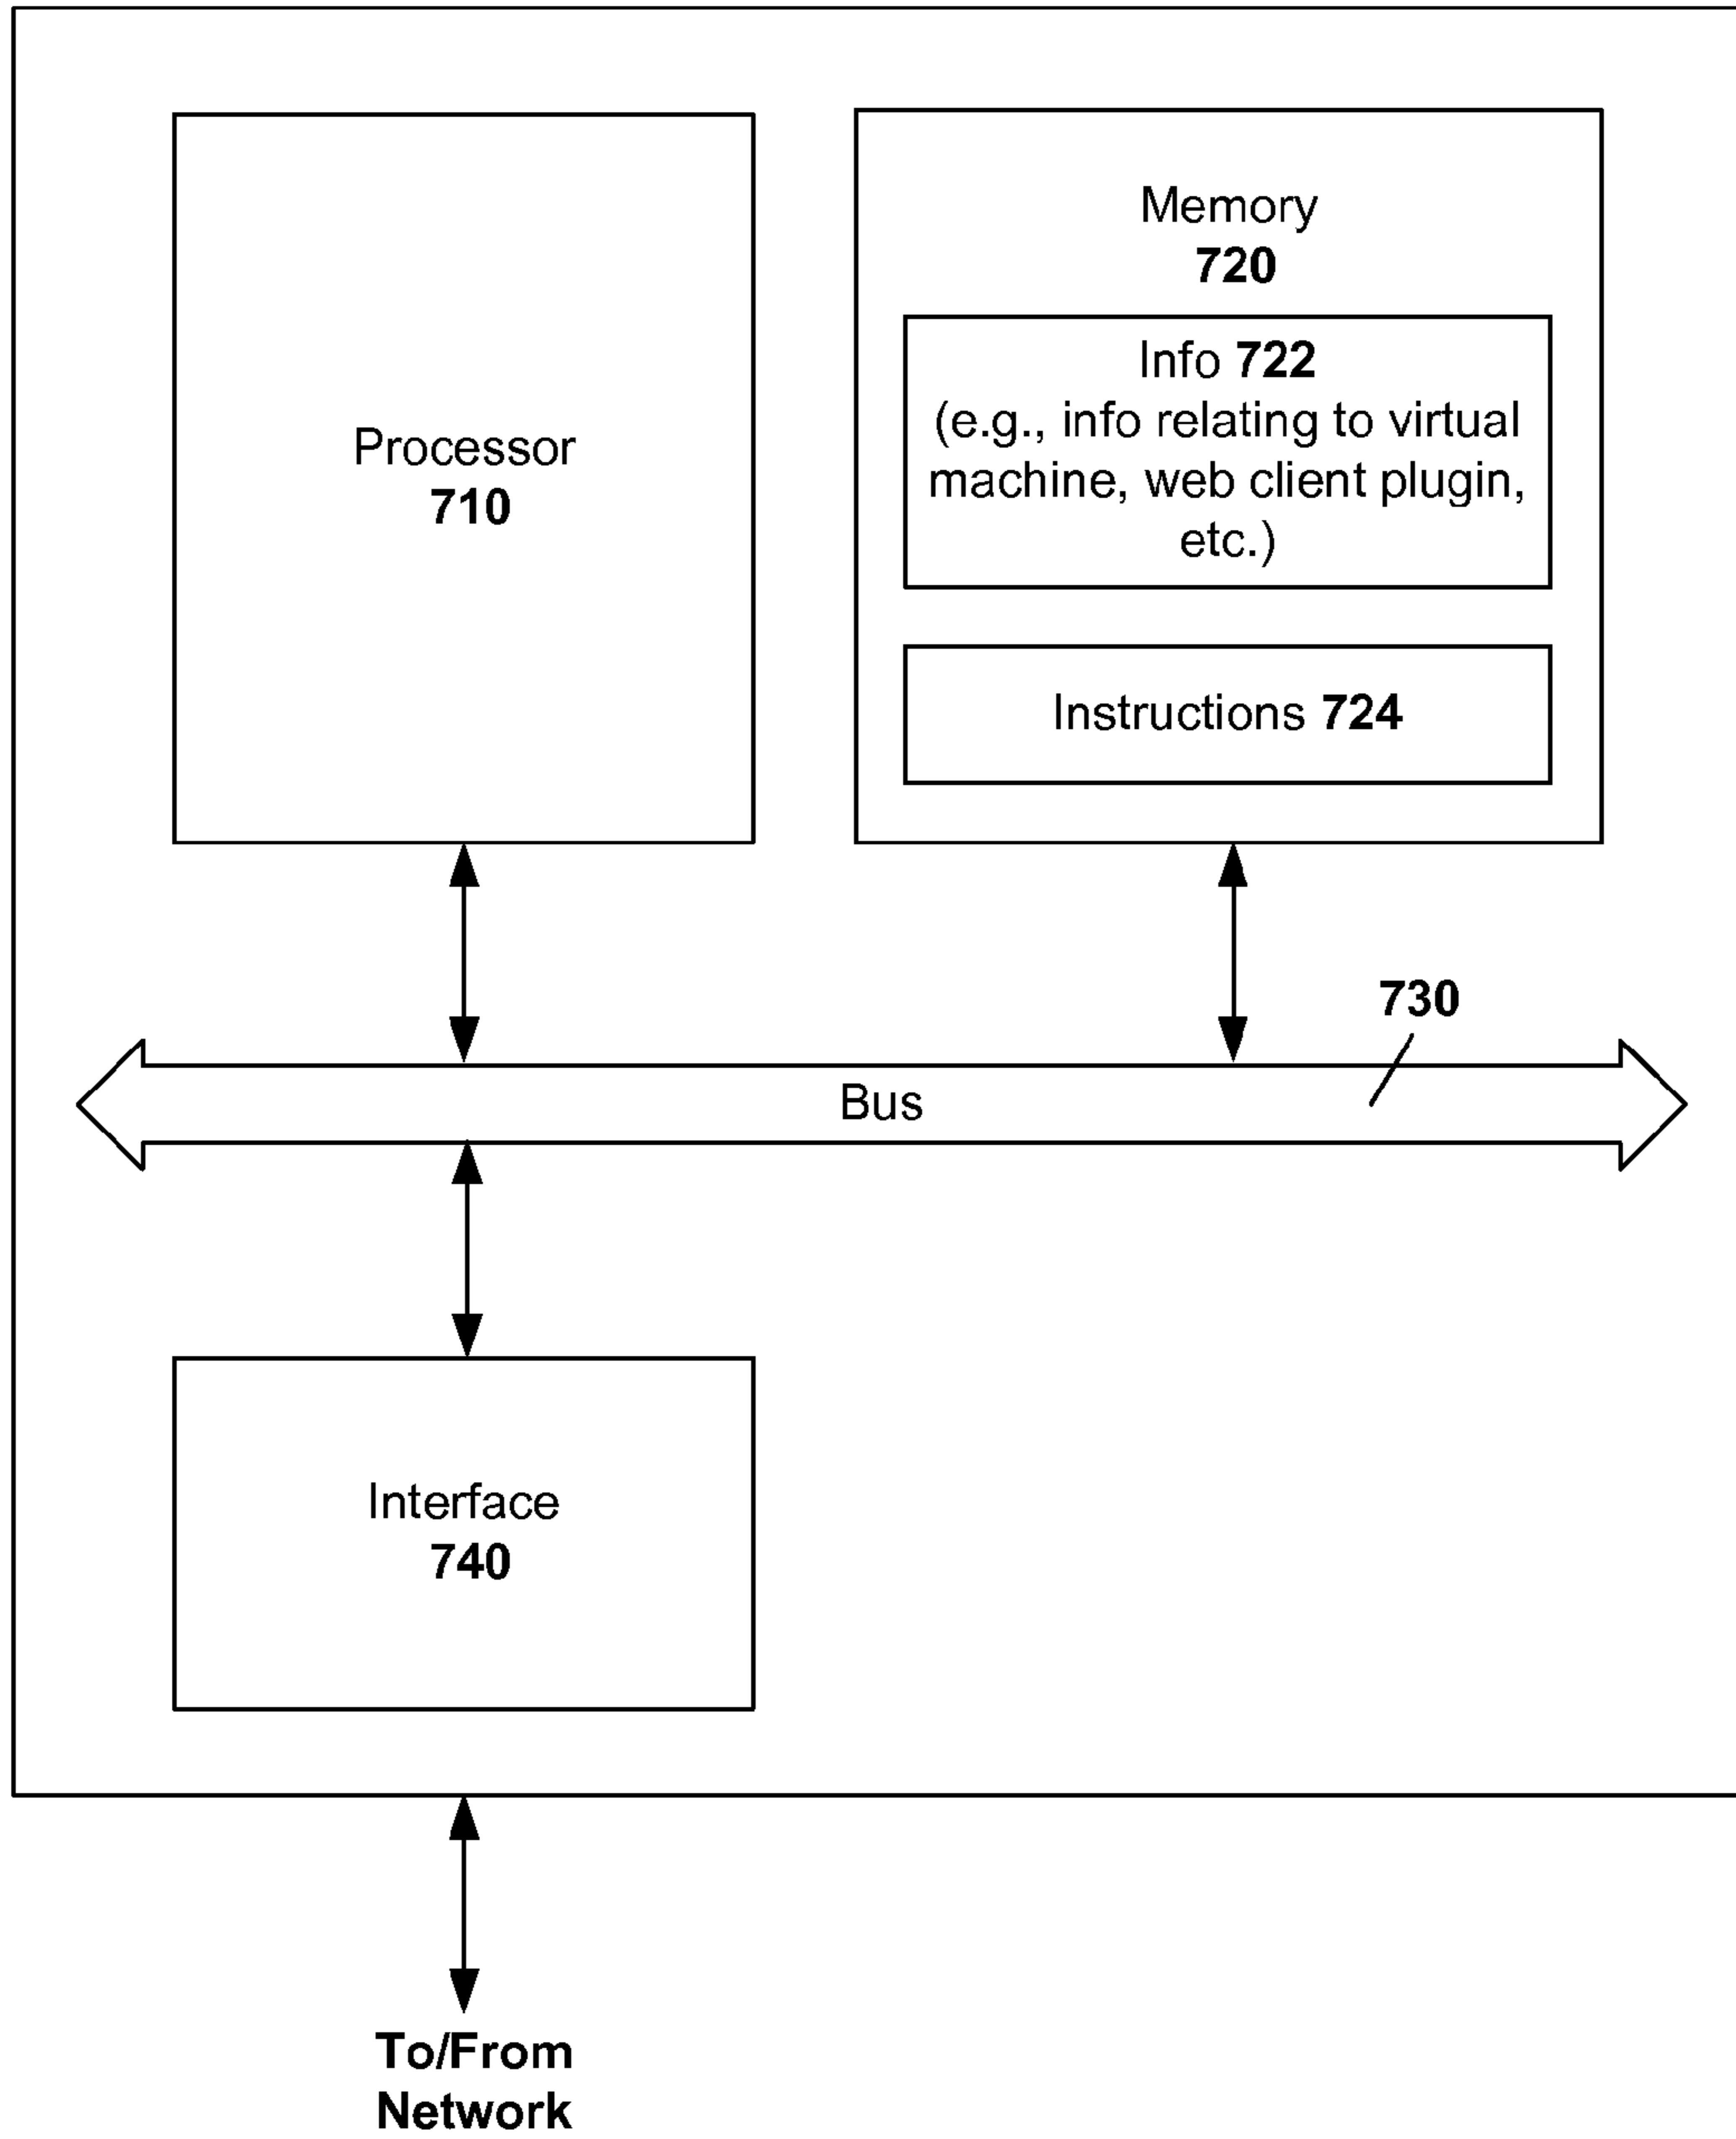 Processor
710
Memory
720
Info 722
(e.g., info relating to virtual
machine, web client plugin,
etc.)
Instructions 724
730
Bus
Interface
740
To/From
Network